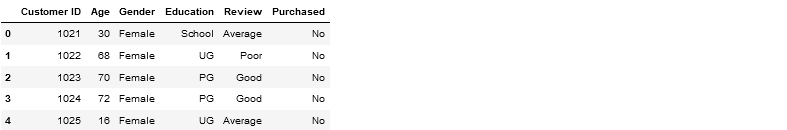 Customer ID Age Gender Education Review Purchased
0 1021 30 Female School Average No
1 1022 68 Female UG Poor No
2 1023 70 Female PG Good No
3 1024 72 Female PG Good No
4 1025 16 Female UG Average No